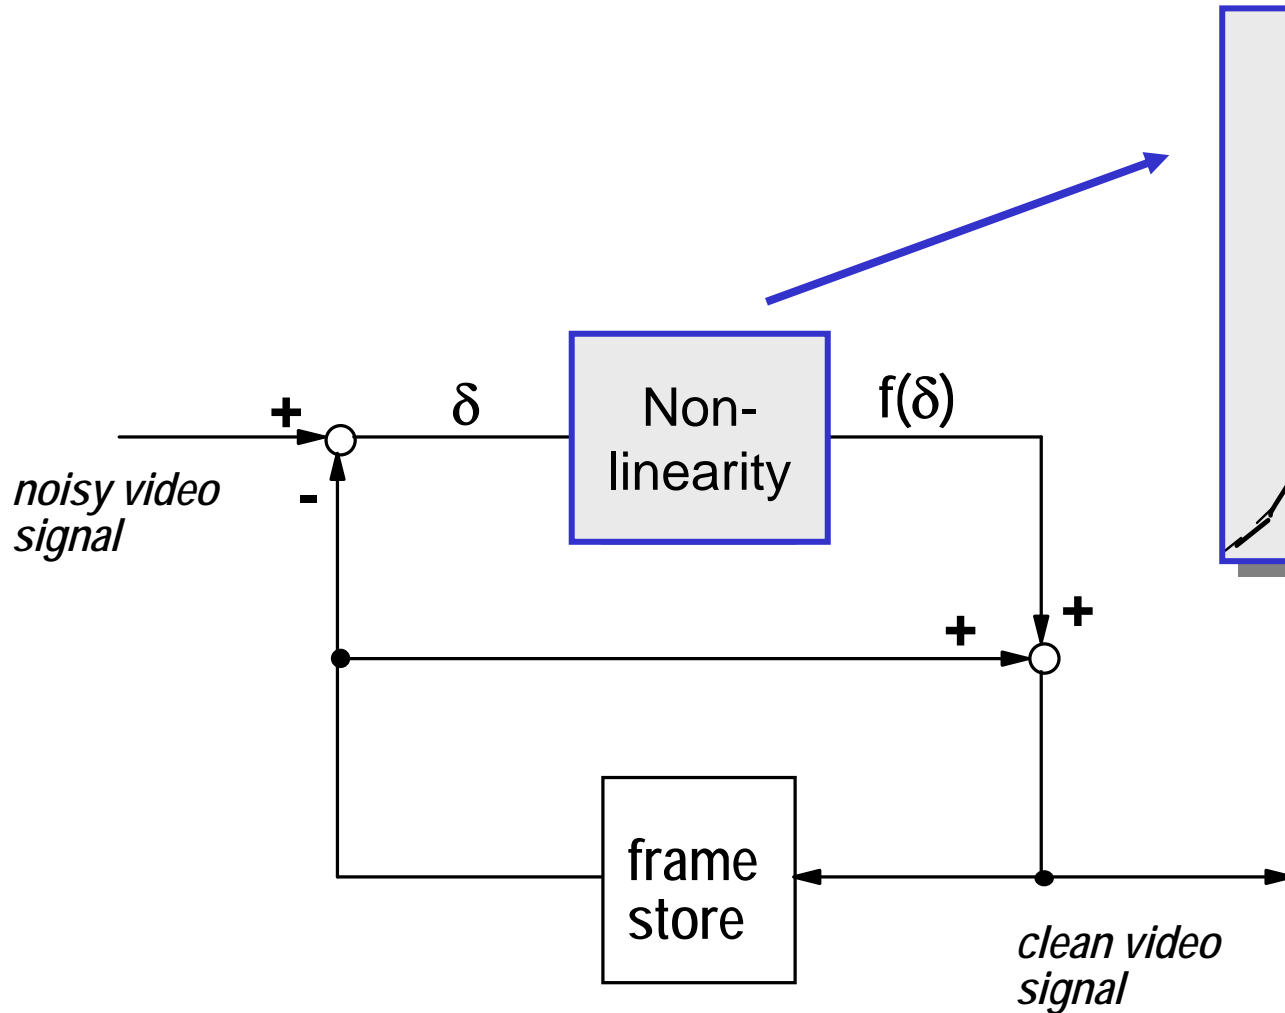 +
δ
Non-
linearity
f(δ)
noisy video
signal
-
+
+
frame
store
clean video
signal